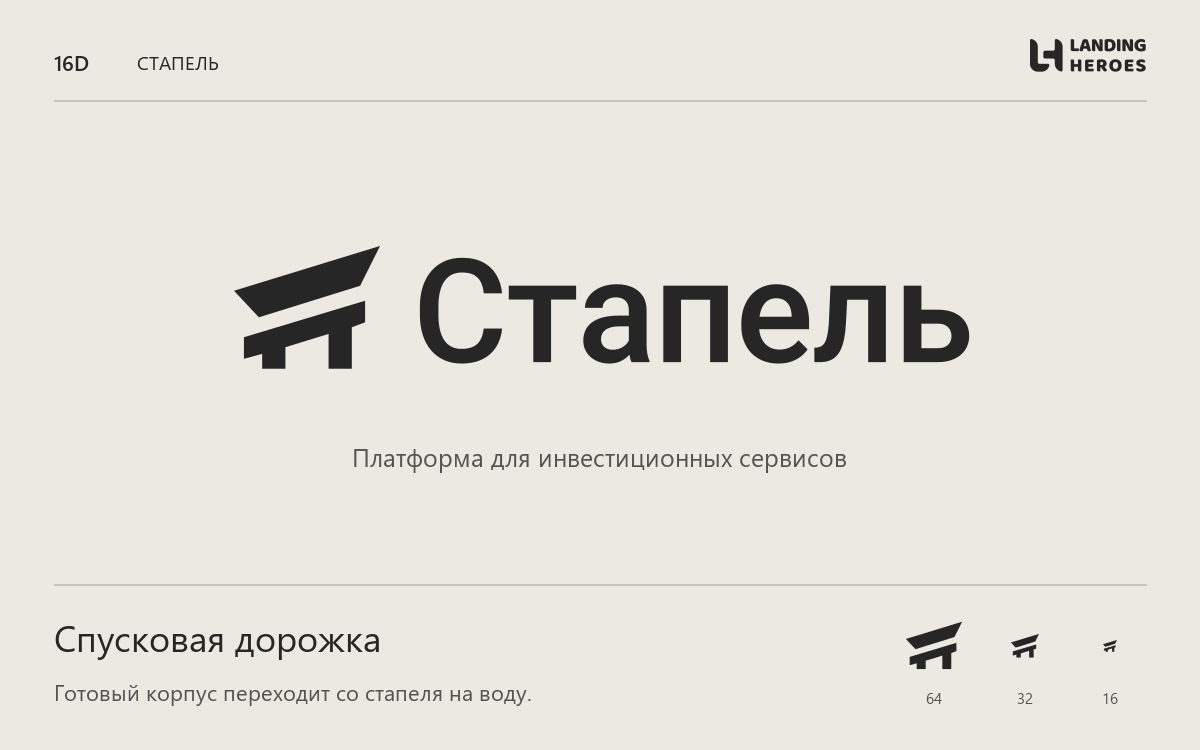 16D СТАПЕЛЬ
LANDING
HEROES
Стапель
Платформа для инвестиционных сервисов
Спусковая дорожка
Готовый корпус переходит со стапеля на воду.
64 32 16